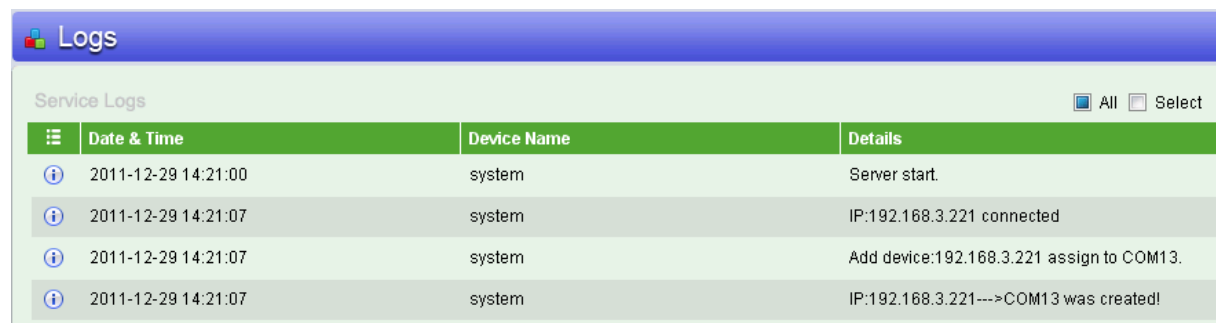 Logs
Service Logs All Select
Date & Time Device Name Details
2011-12-29 14:21:00 system Server start.
2011-12-29 14:21:07 system IP:192.168.3.221 connected
2011-12-29 14:21:07 system Add device:192.168.3.221 assign to COM13.
2011-12-29 14:21:07 system IP:192.168.3.221--->COM13 was created!